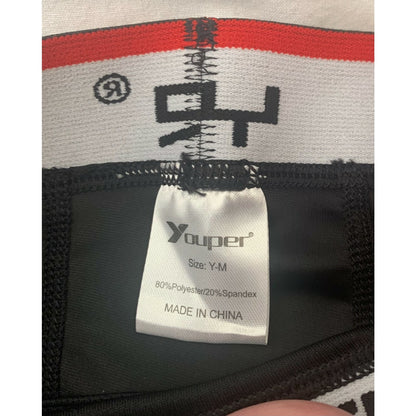 ®
Youper®
Size: Y-M
80%Polyester/20%Spandex
MADE IN CHINA